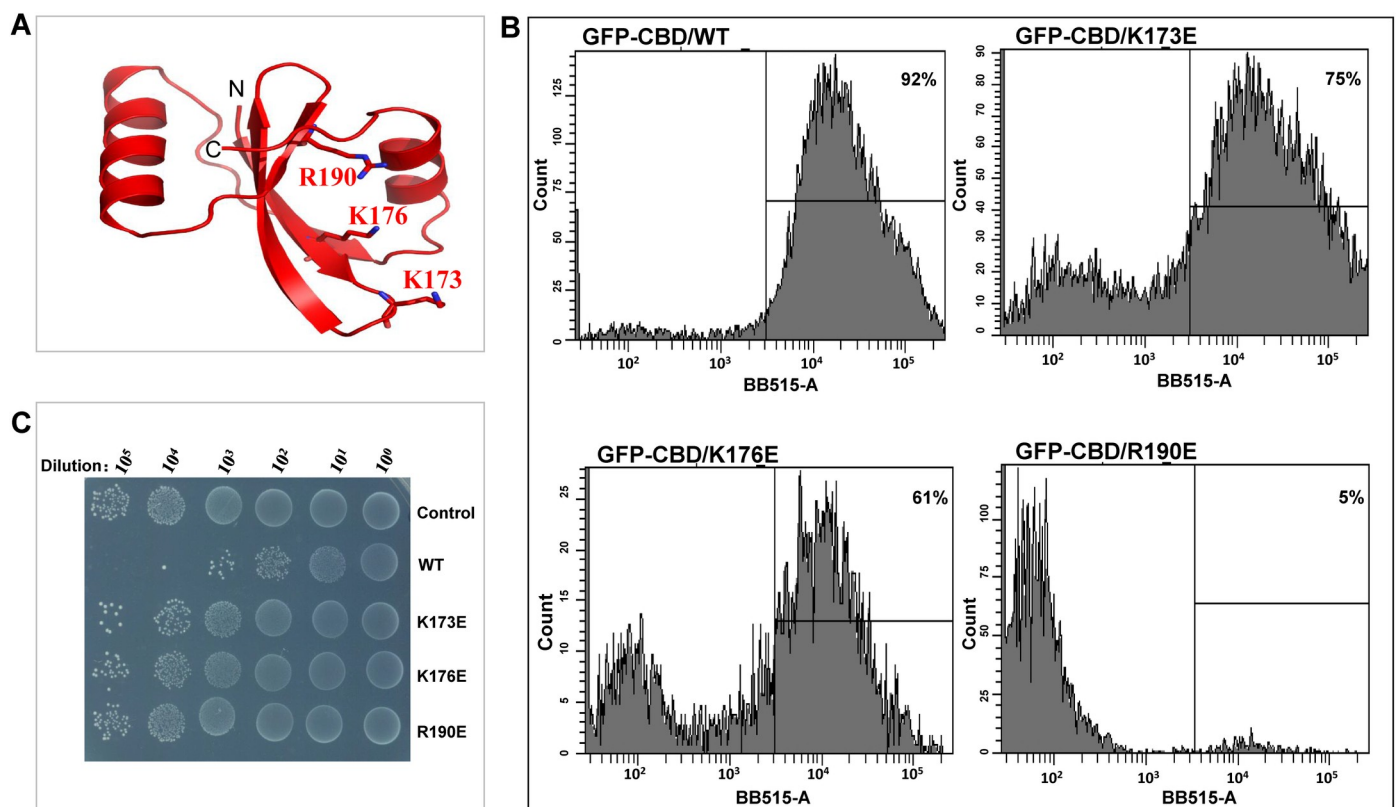 A
N
C
R190
K176
K173
B
GFP-CBD/WT
92%
Count
0 25 50 75 100 125
10² 10³ 10⁴ 10⁵
BB515-A
GFP-CBD/K173E
75%
Count
0 10 20 30 40 50 60 70 80 90
10² 10³ 10⁴ 10⁵
BB515-A
GFP-CBD/K176E
61%
Count
0 5 10 15 20 25
10² 10³ 10⁴ 10⁵
BB515-A
GFP-CBD/R190E
5%
Count
0 25 50 75 100
10² 10³ 10⁴ 10⁵
BB515-A
C
Dilution: 10⁵ 10⁴ 10³ 10² 10¹ 10⁰
Control
WT
K173E
K176E
R190E